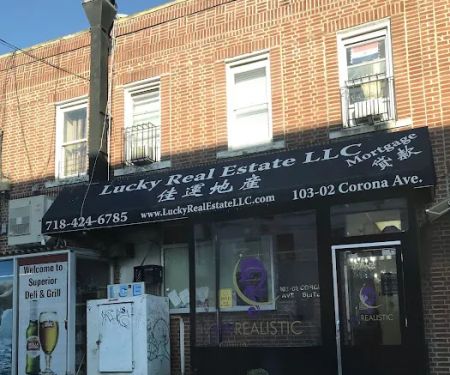 Lucky Real Estate LLC
Mortgage
佳運地產
貸款
718-424-6785
www.LuckyRealEstateLLC.com
103-02 Corona Ave.
Welcome to
Superior
Deli & Grill
ICE
REALISTIC